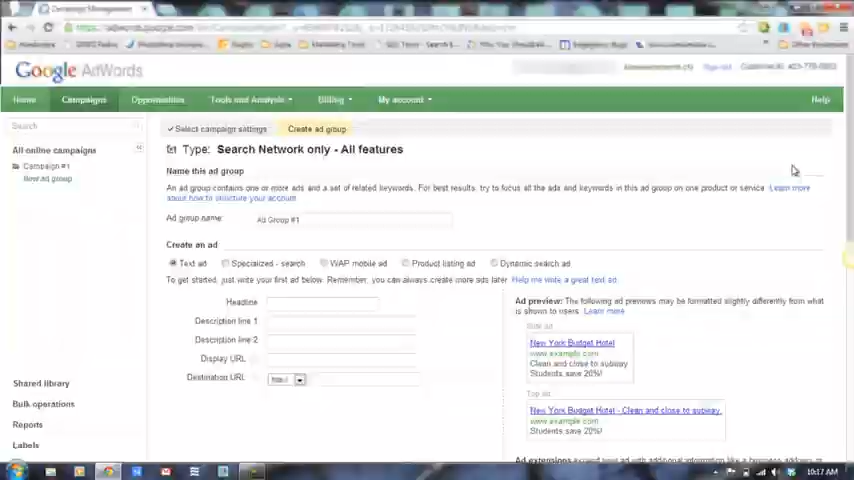 Google AdWords
Home Campaigns Opportunities Tools and Analysis Billing My account Help
Search
All online campaigns
Campaign #1
New ad group
Shared library
Bulk operations
Reports
Labels
✓ Select campaign settings Create ad group
Type: Search Network only - All features
Name this ad group
An ad group contains one or more ads and a set of related keywords. For best results, try to focus all the ads and keywords in this ad group on one product or service. Learn more
about how to structure your account.
Ad group name: Ad Group #1
Create an ad
Text ad Specialized - search WAP mobile ad Product listing ad Dynamic search ad
To get started, just write your first ad below. Remember, you can always create more ads later. Help me write a great text ad.
Headline
Description line 1
Description line 2
Display URL
Destination URL http://
Ad preview: The following ad previews may be formatted slightly differently from what
is shown to users. Learn more
Side ad
New York Budget Hotel
www.example.com
Clean and close to subway.
Students save 20%!
Top ad
New York Budget Hotel - Clean and close to subway.
www.example.com
Students save 20%!
10:17 AM